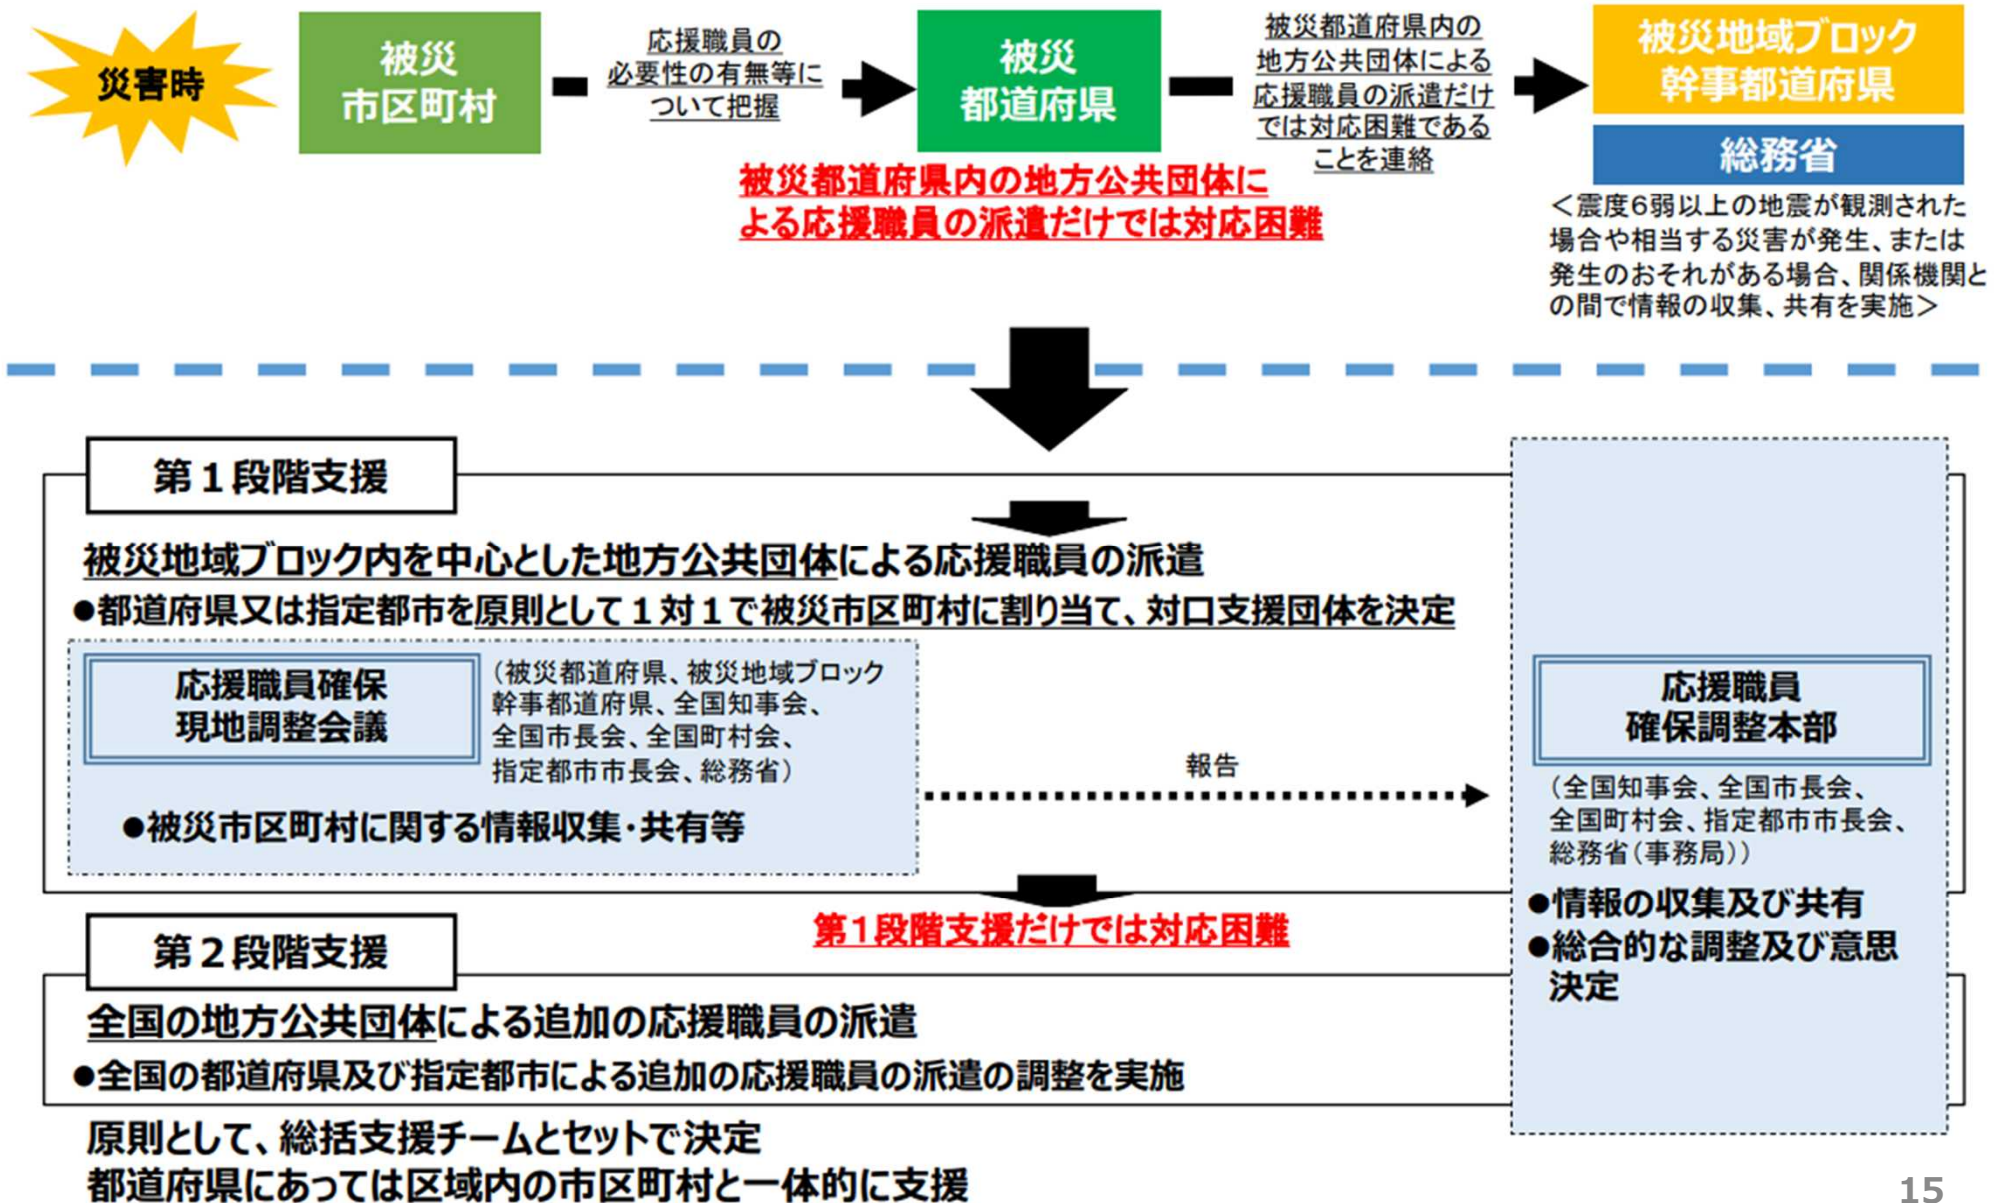 災害時
被災
市区町村
応援職員の
必要性の有無等に
ついて把握
被災
都道府県
被災都道府県内の
地方公共団体による
応援職員の派遣だけ
では対応困難である
ことを連絡
被災地域ブロック
幹事都道府県
総務省
被災都道府県内の地方公共団体に
よる応援職員の派遣だけでは対応困難
＜震度6弱以上の地震が観測された
場合や相当する災害が発生、または
発生のおそれがある場合、関係機関と
の間で情報の収集、共有を実施＞
第１段階支援
被災地域ブロック内を中心とした地方公共団体による応援職員の派遣
●都道府県又は指定都市を原則として１対１で被災市区町村に割り当て、対口支援団体を決定
応援職員確保
現地調整会議
（被災都道府県、被災地域ブロック
幹事都道府県、全国知事会、
全国市長会、全国町村会、
指定都市市長会、総務省）
●被災市区町村に関する情報収集・共有等
報告
応援職員
確保調整本部
（全国知事会、全国市長会、
全国町村会、指定都市市長会、
総務省（事務局））
●情報の収集及び共有
●総合的な調整及び意思
決定
第１段階支援だけでは対応困難
第２段階支援
全国の地方公共団体による追加の応援職員の派遣
●全国の都道府県及び指定都市による追加の応援職員の派遣の調整を実施
原則として、総括支援チームとセットで決定
都道府県にあっては区域内の市区町村と一体的に支援
15